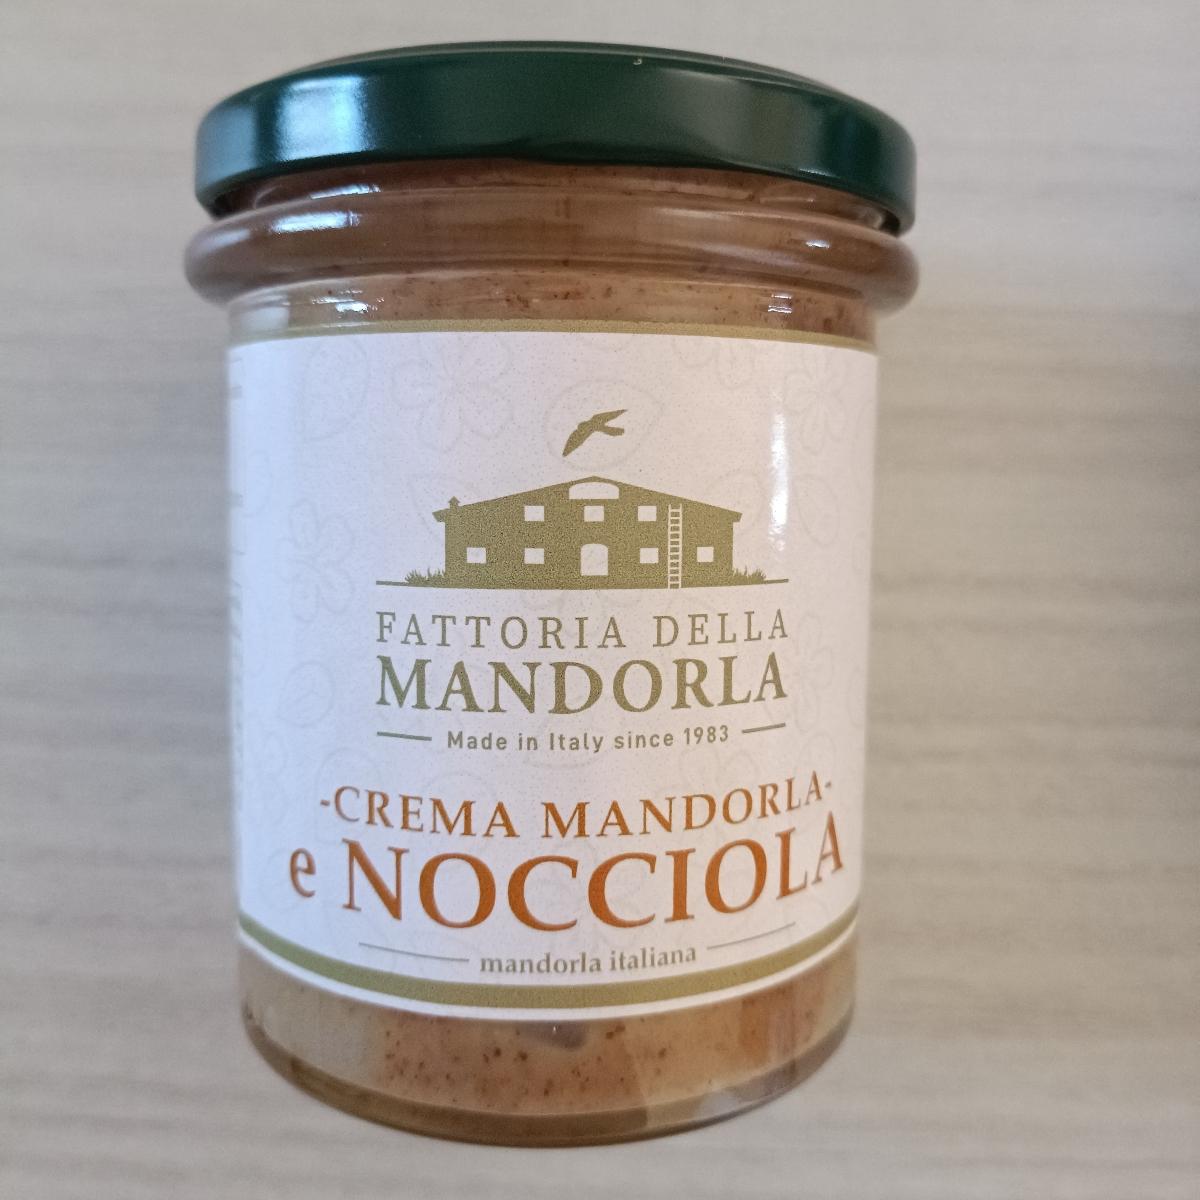 FATTORIA DELLA
MANDORLA
Made in Italy since 1983
-CREMA MANDORLA-
e NOCCIOLA
mandorla italiana